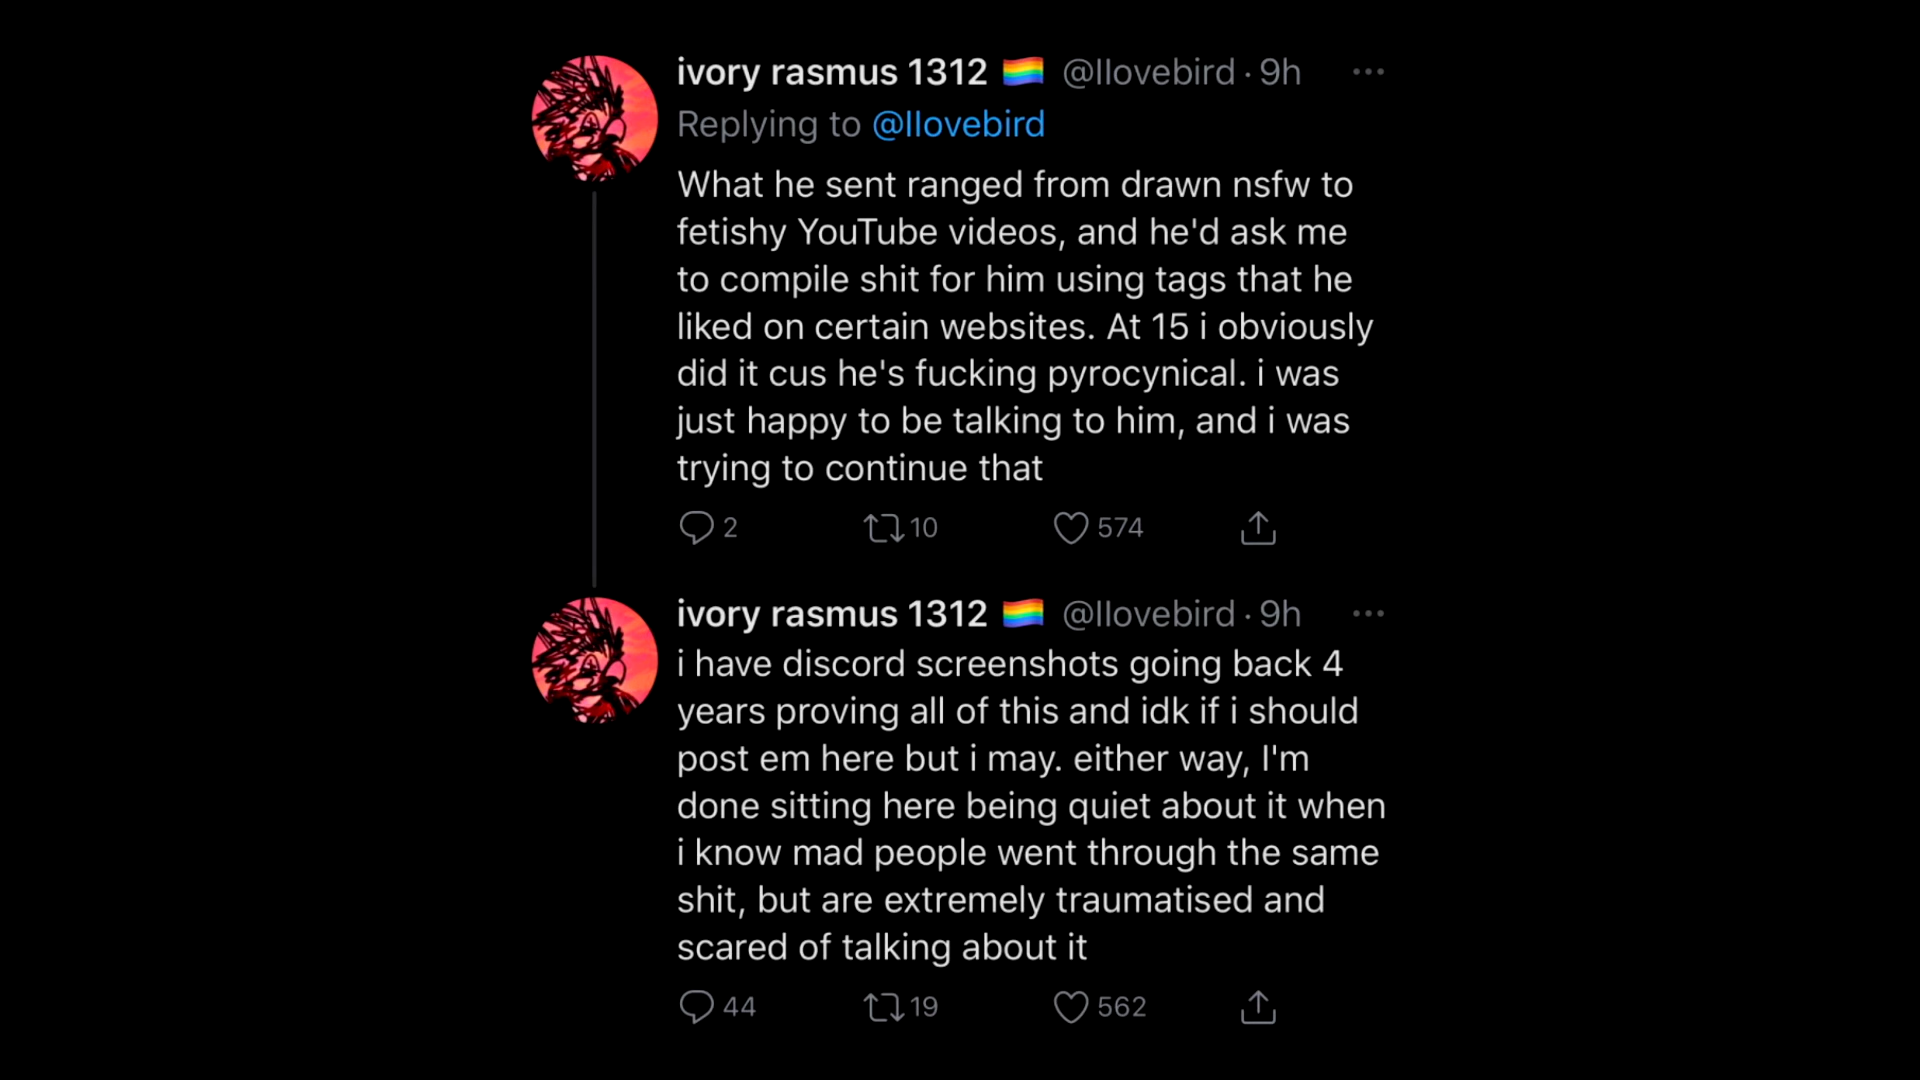 ivory rasmus 1312 🏳️‍🌈 @llovebird · 9h
Replying to @llovebird
What he sent ranged from drawn nsfw to
fetishy YouTube videos, and he'd ask me
to compile shit for him using tags that he
liked on certain websites. At 15 i obviously
did it cus he's fucking pyrocynical. i was
just happy to be talking to him, and i was
trying to continue that
2 10 574
ivory rasmus 1312 🏳️‍🌈 @llovebird · 9h
i have discord screenshots going back 4
years proving all of this and idk if i should
post em here but i may. either way, I'm
done sitting here being quiet about it when
i know mad people went through the same
shit, but are extremely traumatised and
scared of talking about it
44 19 562